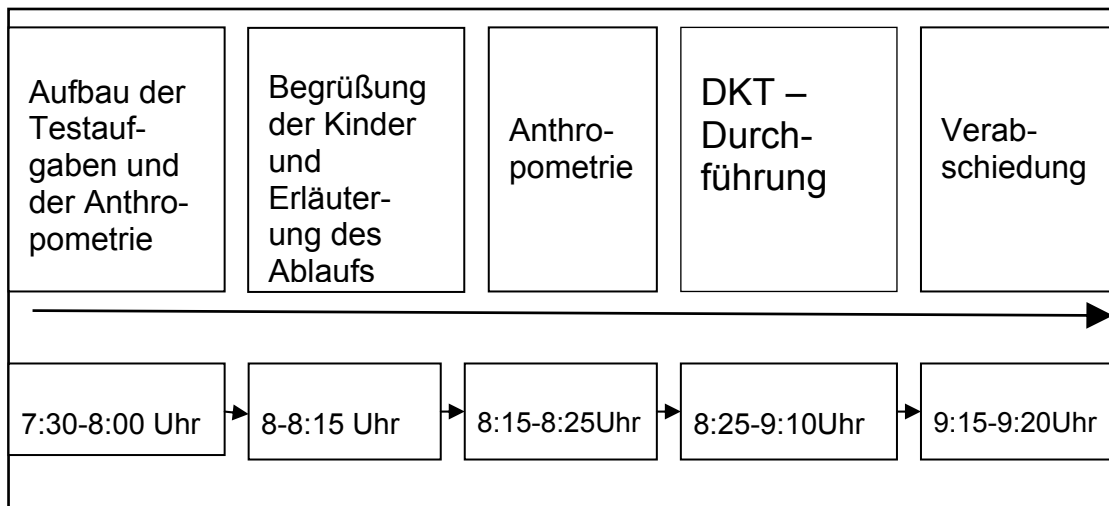 Aufbau der
Testauf-
gaben und
der Anthro-
pometrie
Begrüßung
der Kinder
und
Erläuter-
ung des
Ablaufs
Anthro-
pometrie
DKT –
Durch-
führung
Verab-
schiedung
7:30-8:00 Uhr
8-8:15 Uhr
8:15-8:25Uhr
8:25-9:10Uhr
9:15-9:20Uhr